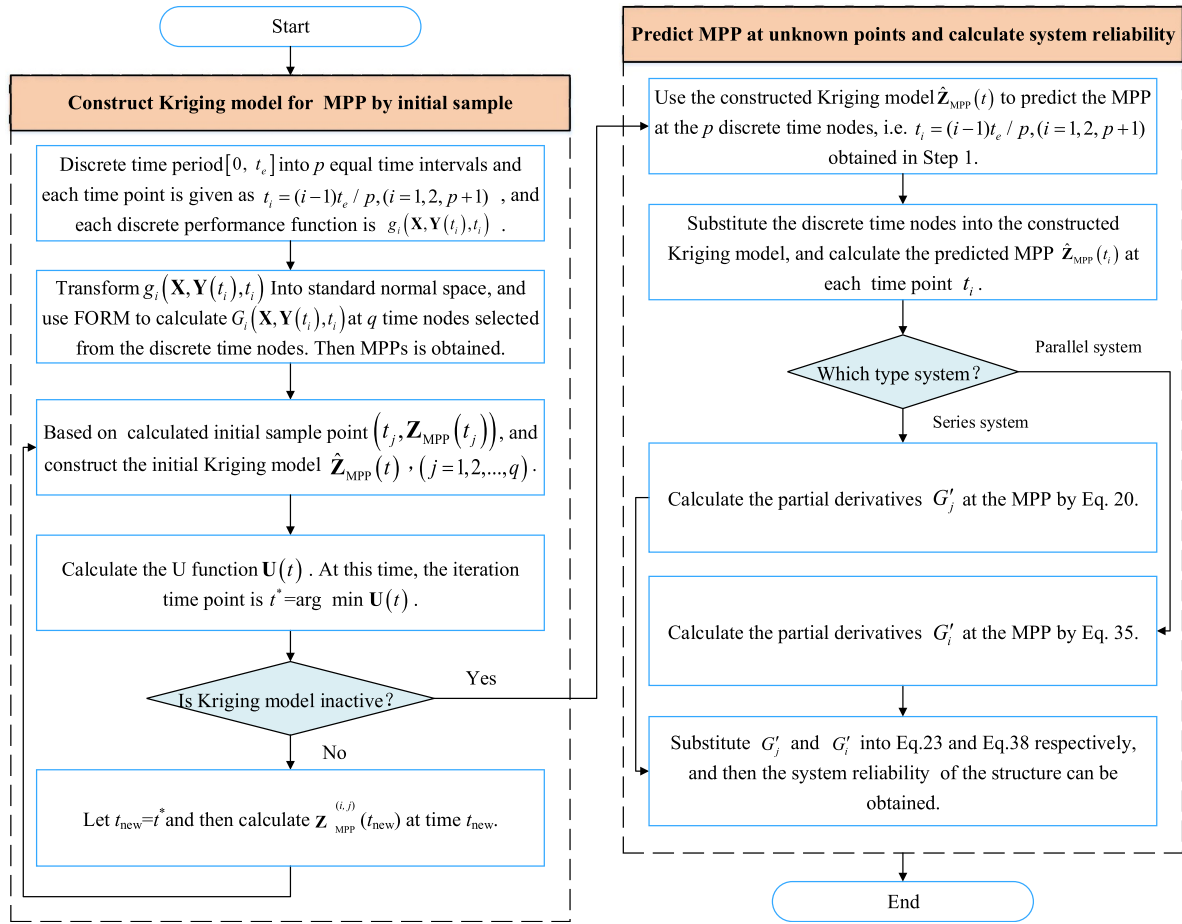 Start
Construct Kriging model for MPP by initial sample
Discrete time period[0, t_e] into p equal time intervals and
each time point is given as t_i = (i−1)t_e / p,(i=1,2, p+1) , and
each discrete performance function is g_i(X,Y(t_i),t_i) .
Transform g_i(X,Y(t_i),t_i) Into standard normal space, and
use FORM to calculate G_i(X,Y(t_i),t_i) at q time nodes selected
from the discrete time nodes. Then MPPs is obtained.
Based on calculated initial sample point (t_j, Z_MPP(t_j)), and
construct the initial Kriging model Ẑ_MPP(t) , (j=1,2,...,q) .
Calculate the U function U(t) . At this time, the iteration
time point is t^*=arg min U(t) .
Is Kriging model inactive?
Yes
No
Let t_new=t^* and then calculate Z_MPP^(i,j)(t_new) at time t_new.
Predict MPP at unknown points and calculate system reliability
Use the constructed Kriging model Ẑ_MPP(t) to predict the MPP
at the p discrete time nodes, i.e. t_i = (i−1)t_e / p,(i=1,2, p+1)
obtained in Step 1.
Substitute the discrete time nodes into the constructed
Kriging model, and calculate the predicted MPP Ẑ_MPP(t_i) at
each time point t_i .
Which type system?
Parallel system
Series system
Calculate the partial derivatives G′_j at the MPP by Eq. 20.
Calculate the partial derivatives G′_i at the MPP by Eq. 35.
Substitute G′_j and G′_i into Eq.23 and Eq.38 respectively,
and then the system reliability of the structure can be
obtained.
End